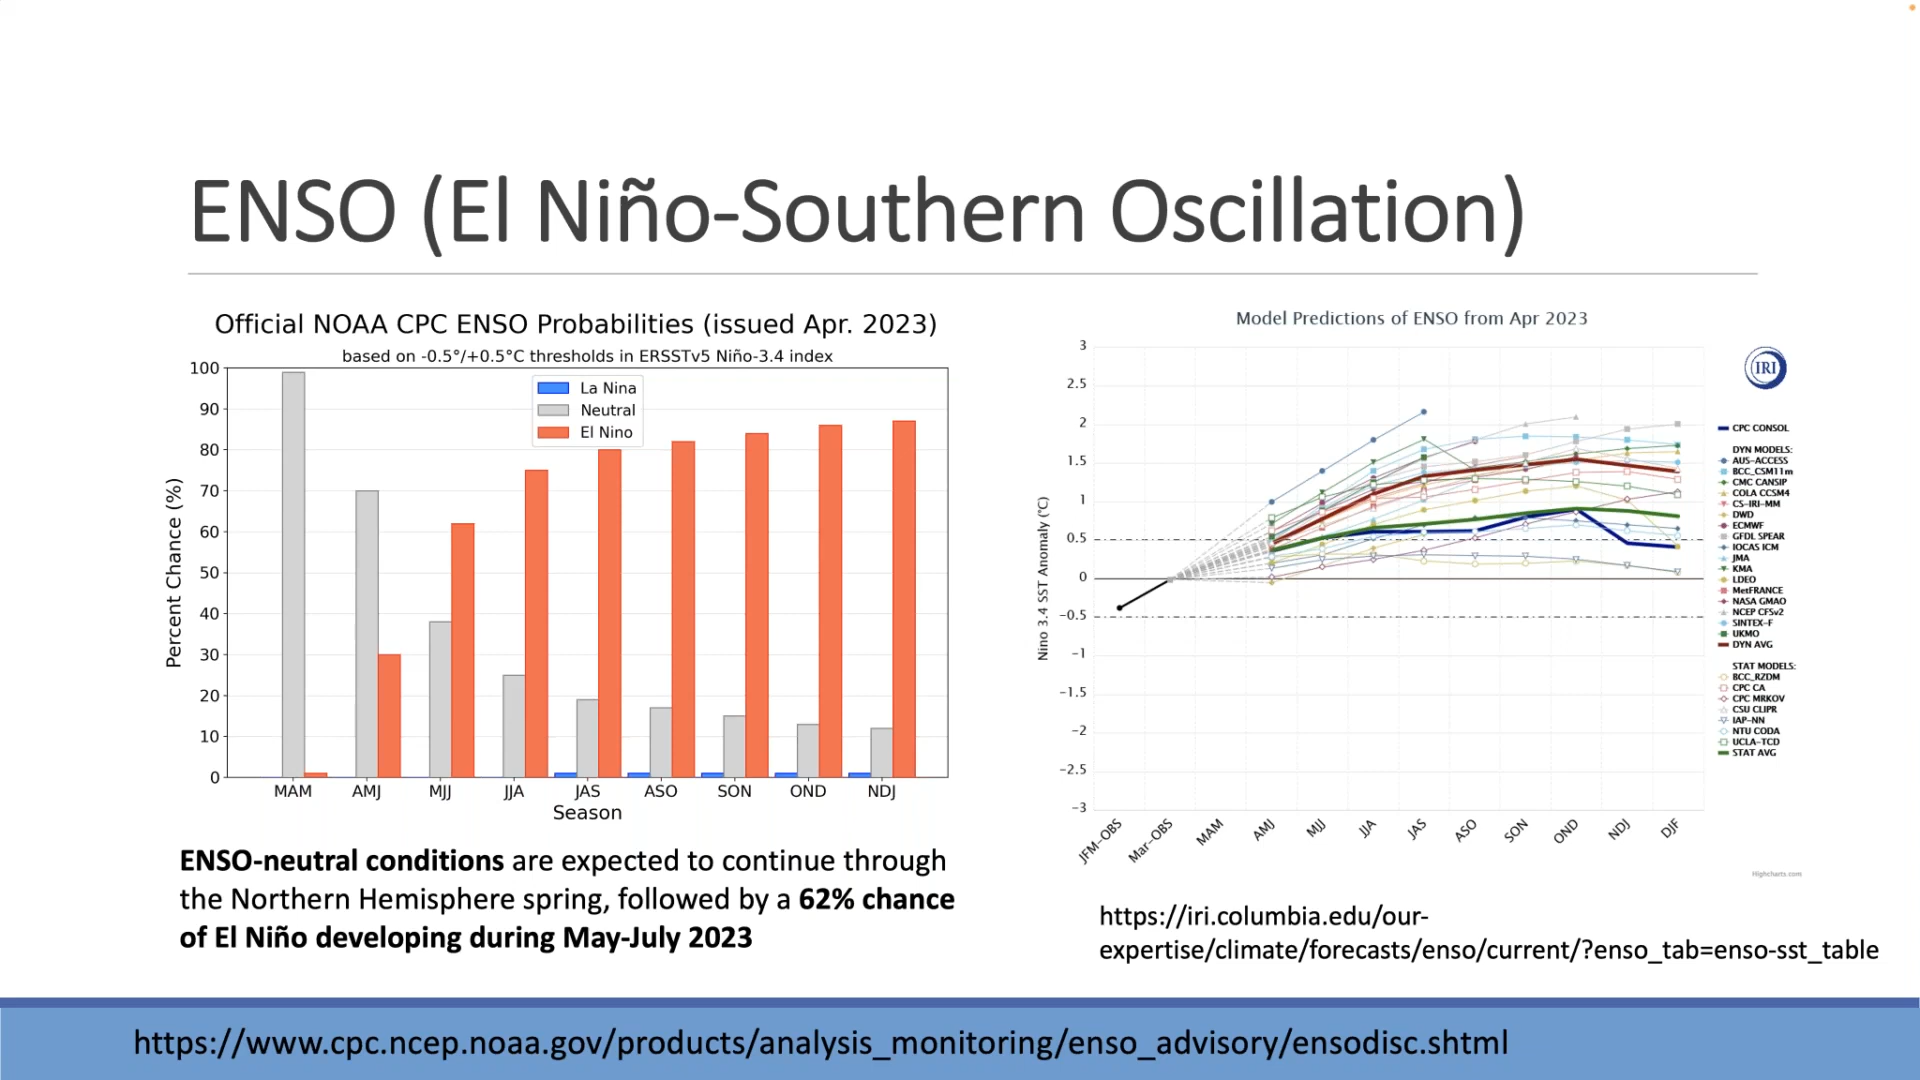 ENSO (El Niño-Southern Oscillation)
Official NOAA CPC ENSO Probabilities (issued Apr. 2023)
based on -0.5°/+0.5°C thresholds in ERSSTv5 Niño-3.4 index
La Nina
Neutral
El Nino
Percent Chance (%)
100
90
80
70
60
50
40
30
20
10
0
MAM AMJ MJJ JJA JAS ASO SON OND NDJ
Season
ENSO-neutral conditions are expected to continue through
the Northern Hemisphere spring, followed by a 62% chance
of El Niño developing during May-July 2023
Model Predictions of ENSO from Apr 2023
IRI
Nino 3.4 SST Anomaly (°C)
3
2.5
2
1.5
1
0.5
0
-0.5
-1
-1.5
-2
-2.5
-3
JFM-OBS Mar-OBS MAM AMJ MJJ JJA JAS ASO SON OND NDJ DJF
CPC CONSOL
DYN MODELS:
AUS-ACCESS
BCC_CSM11m
CMC CANSIP
COLA CCSM4
CS-IRI-MM
DWD
ECMWF
GFDL SPEAR
IOCAS ICM
JMA
KMA
LDEO
MetFRANCE
NASA GMAO
NCEP CFSv2
SINTEX-F
UKMO
DYN AVG
STAT MODELS:
BCC_RZDM
CPC CA
CPC MRKOV
CSU CLIPR
IAP-NN
NTU CODA
UCLA-TCD
STAT AVG
Highcharts.com
https://iri.columbia.edu/our-
expertise/climate/forecasts/enso/current/?enso_tab=enso-sst_table
https://www.cpc.ncep.noaa.gov/products/analysis_monitoring/enso_advisory/ensodisc.shtml